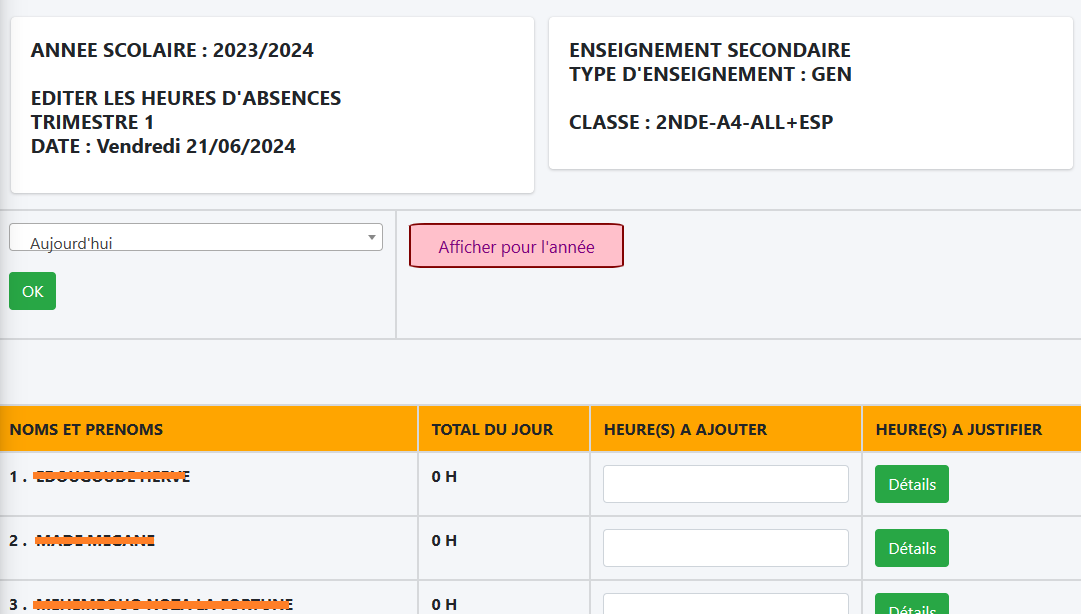 ANNEE SCOLAIRE : 2023/2024
EDITER LES HEURES D'ABSENCES
TRIMESTRE 1
DATE : Vendredi 21/06/2024
ENSEIGNEMENT SECONDAIRE
TYPE D'ENSEIGNEMENT : GEN
CLASSE : 2NDE-A4-ALL+ESP
Aujourd'hui
OK
Afficher pour l'année
NOMS ET PRENOMS TOTAL DU JOUR HEURE(S) A AJOUTER HEURE(S) A JUSTIFIER
1 . 0 H Détails
2 . 0 H Détails
3 . 0 H Détails